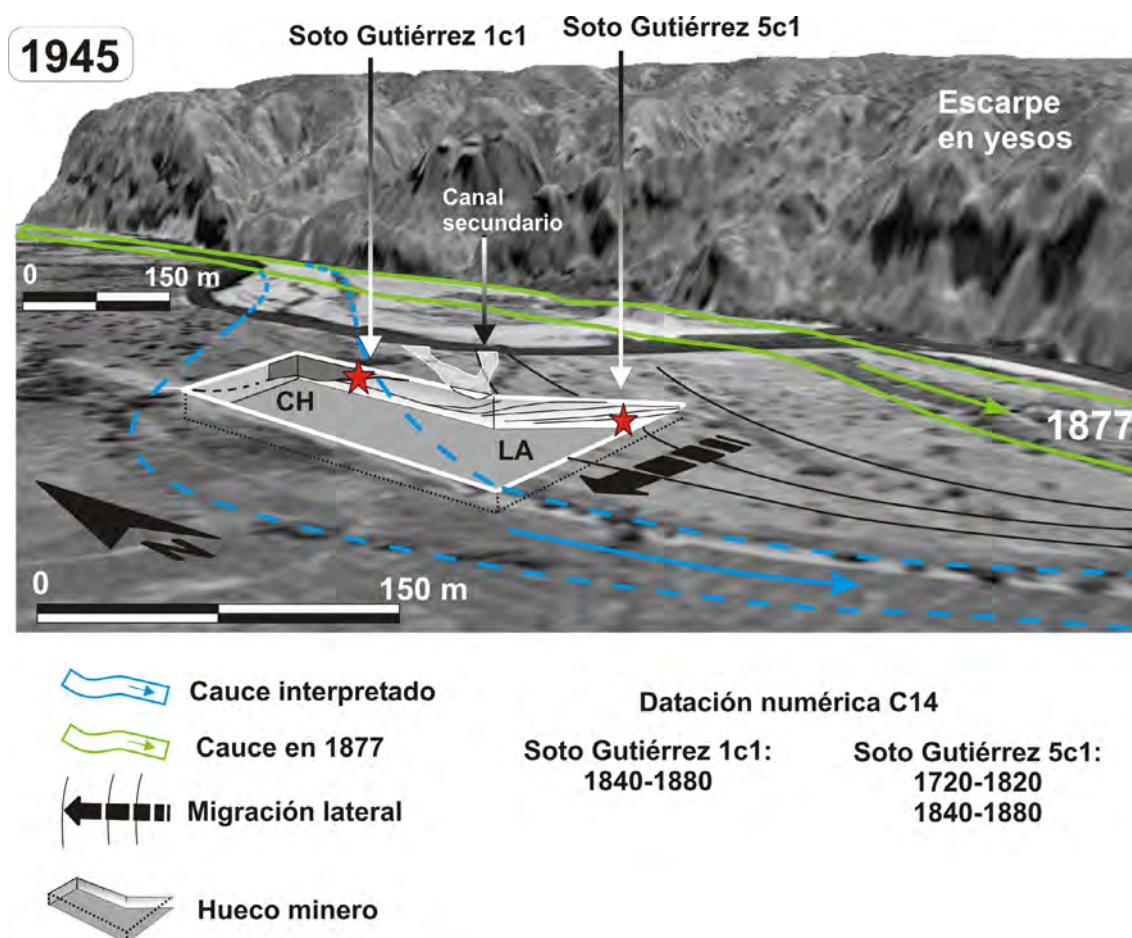 1945
Soto Gutiérrez 1c1
Soto Gutiérrez 5c1
Escarpe
en yesos
Canal
secundario
0 150 m
CH
LA
1877
N
0 150 m
Cauce interpretado
Cauce en 1877
Migración lateral
Hueco minero
Datación numérica C14
Soto Gutiérrez 1c1:
1840-1880
Soto Gutiérrez 5c1:
1720-1820
1840-1880